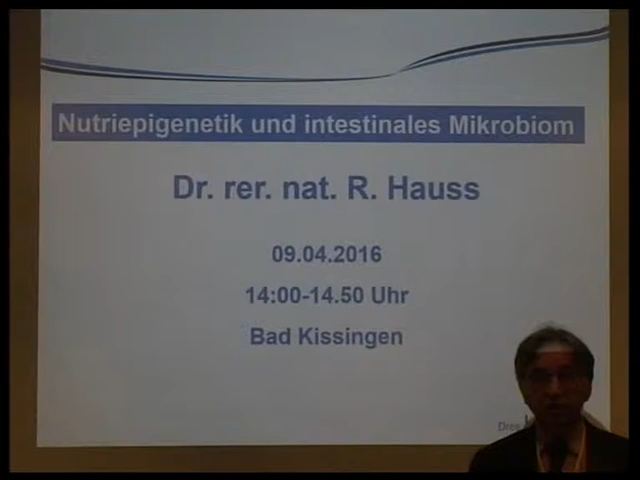 Nutriepigenetik und intestinales Mikrobiom
Dr. rer. nat. R. Hauss
09.04.2016
14:00-14.50 Uhr
Bad Kissingen